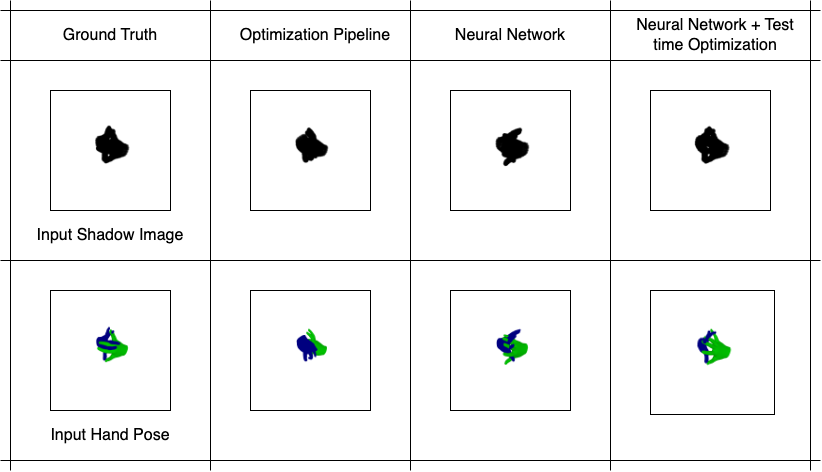 Ground Truth
Optimization Pipeline
Neural Network
Neural Network + Test
time Optimization
Input Shadow Image
Input Hand Pose